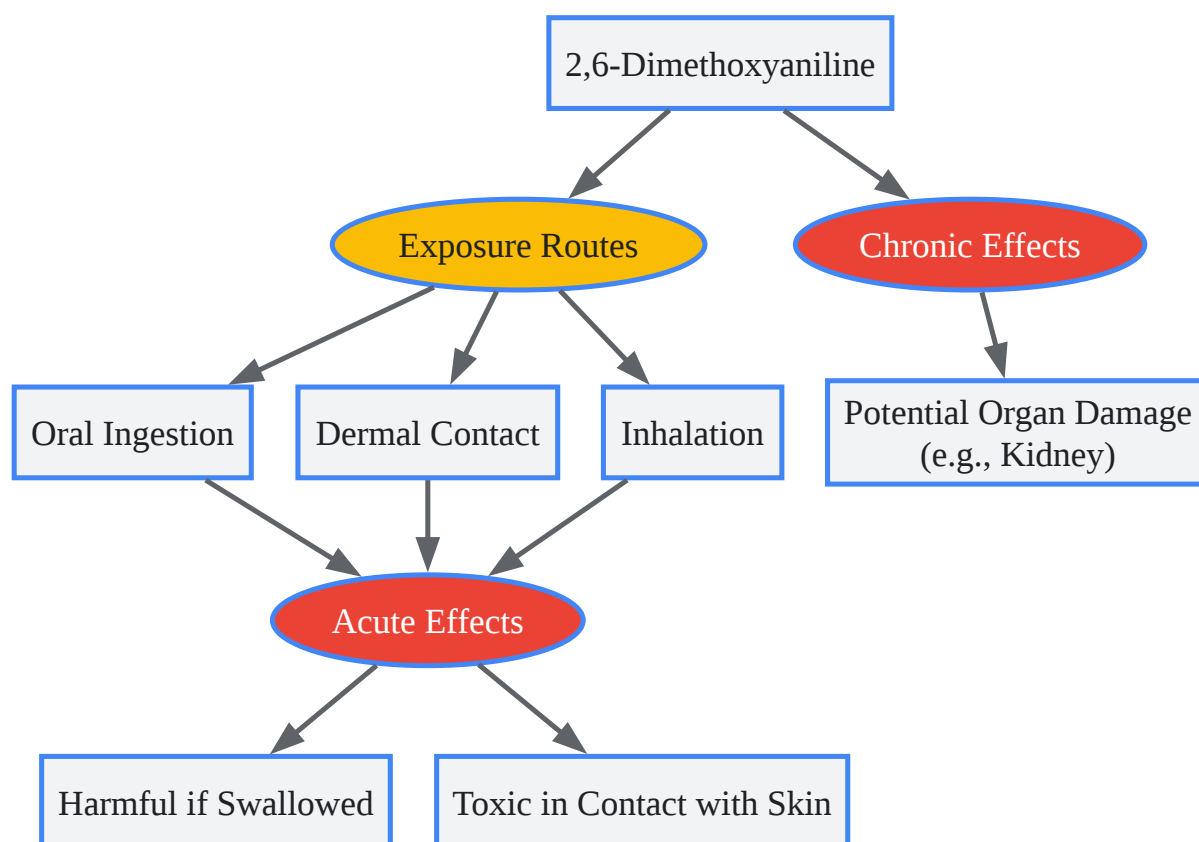 2,6-Dimethoxyaniline
Exposure Routes
Chronic Effects
Oral Ingestion
Dermal Contact
Inhalation
Potential Organ Damage
(e.g., Kidney)
Acute Effects
Harmful if Swallowed
Toxic in Contact with Skin